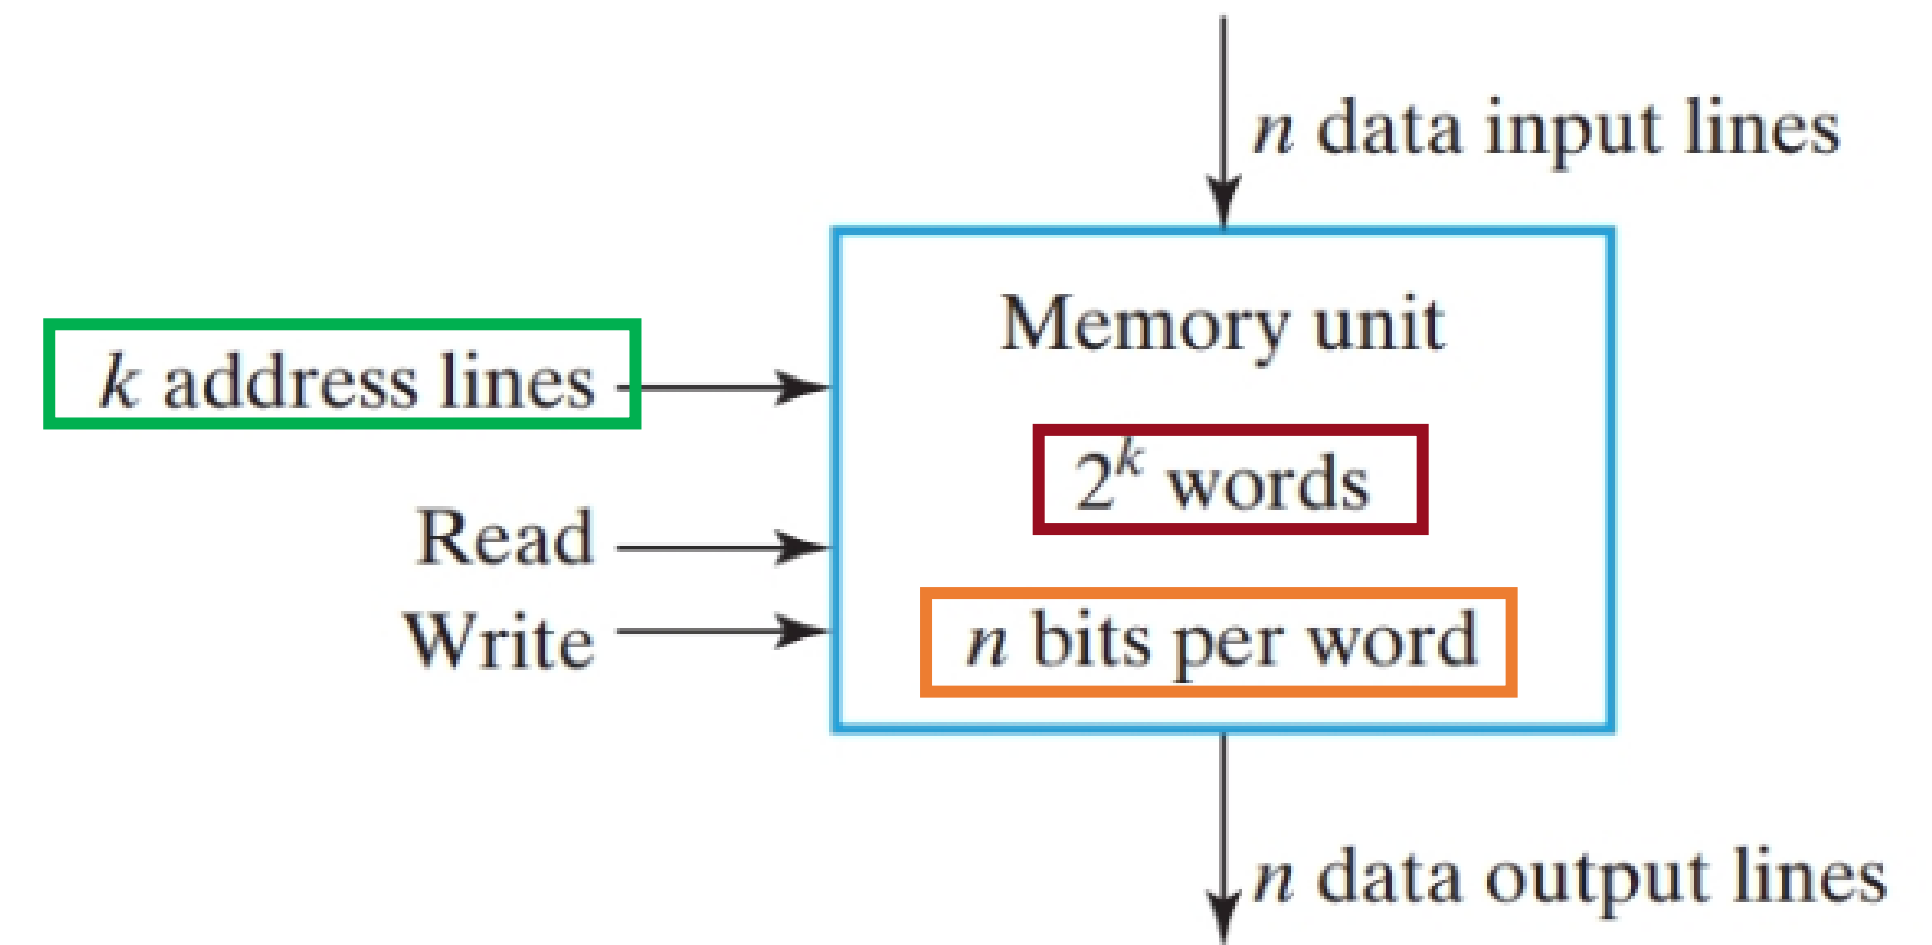 n data input lines
Memory unit
k address lines
2^k words
Read
n bits per word
Write
n data output lines